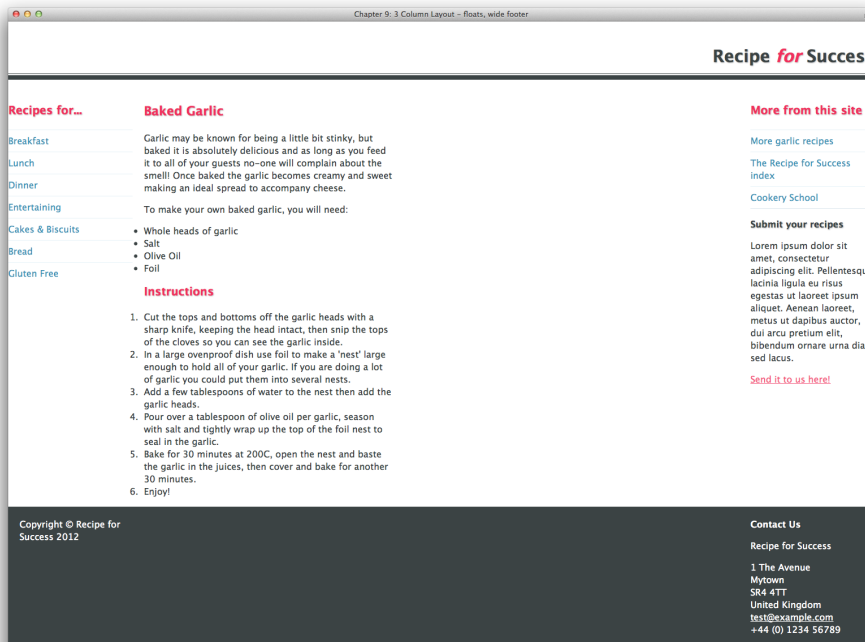 Chapter 9: 3 Column Layout - floats, wide footer
Recipe for Succes
Recipes for...
Breakfast
Lunch
Dinner
Entertaining
Cakes & Biscuits
Bread
Gluten Free
Baked Garlic
Garlic may be known for being a little bit stinky, but
baked it is absolutely delicious and as long as you feed
it to all of your guests no-one will complain about the
smell! Once baked the garlic becomes creamy and sweet
making an ideal spread to accompany cheese.
To make your own baked garlic, you will need:
• Whole heads of garlic
• Salt
• Olive Oil
• Foil
Instructions
1. Cut the tops and bottoms off the garlic heads with a
sharp knife, keeping the head intact, then snip the tops
of the cloves so you can see the garlic inside.
2. In a large ovenproof dish use foil to make a 'nest' large
enough to hold all of your garlic. If you are doing a lot
of garlic you could put them into several nests.
3. Add a few tablespoons of water to the nest then add the
garlic heads.
4. Pour over a tablespoon of olive oil per garlic, season
with salt and tightly wrap up the top of the foil nest to
seal in the garlic.
5. Bake for 30 minutes at 200C, open the nest and baste
the garlic in the juices, then cover and bake for another
30 minutes.
6. Enjoy!
More from this site
More garlic recipes
The Recipe for Success
index
Cookery School
Submit your recipes
Lorem ipsum dolor sit
amet, consectetur
adipiscing elit. Pellentesqu
lacinia ligula eu risus
egestas ut laoreet ipsum
aliquet. Aenean laoreet,
metus ut dapibus auctor,
dui arcu pretium elit,
bibendum ornare urna dia
sed lacus.
Send it to us here!
Copyright © Recipe for
Success 2012
Contact Us
Recipe for Success
1 The Avenue
Mytown
SR4 4TT
United Kingdom
test@example.com
+44 (0) 1234 56789